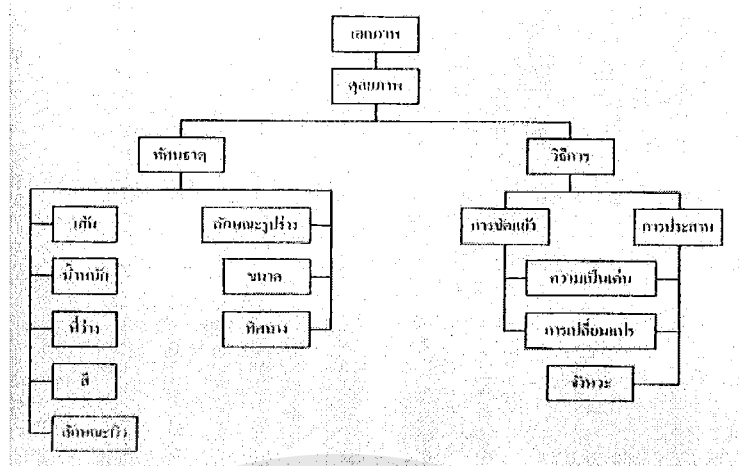 เอกภาพ
ดุลยภาพ
ทัศนธาตุ
วิธีการ
เส้น
ลักษณะรูปร่าง
การขัดแย้ง
การประสาน
น้ำหนัก
ขนาด
ความเป็นเด่น
ที่ว่าง
ทิศทาง
การเปลี่ยนแปร
สี
จังหวะ
ลักษณะผิว